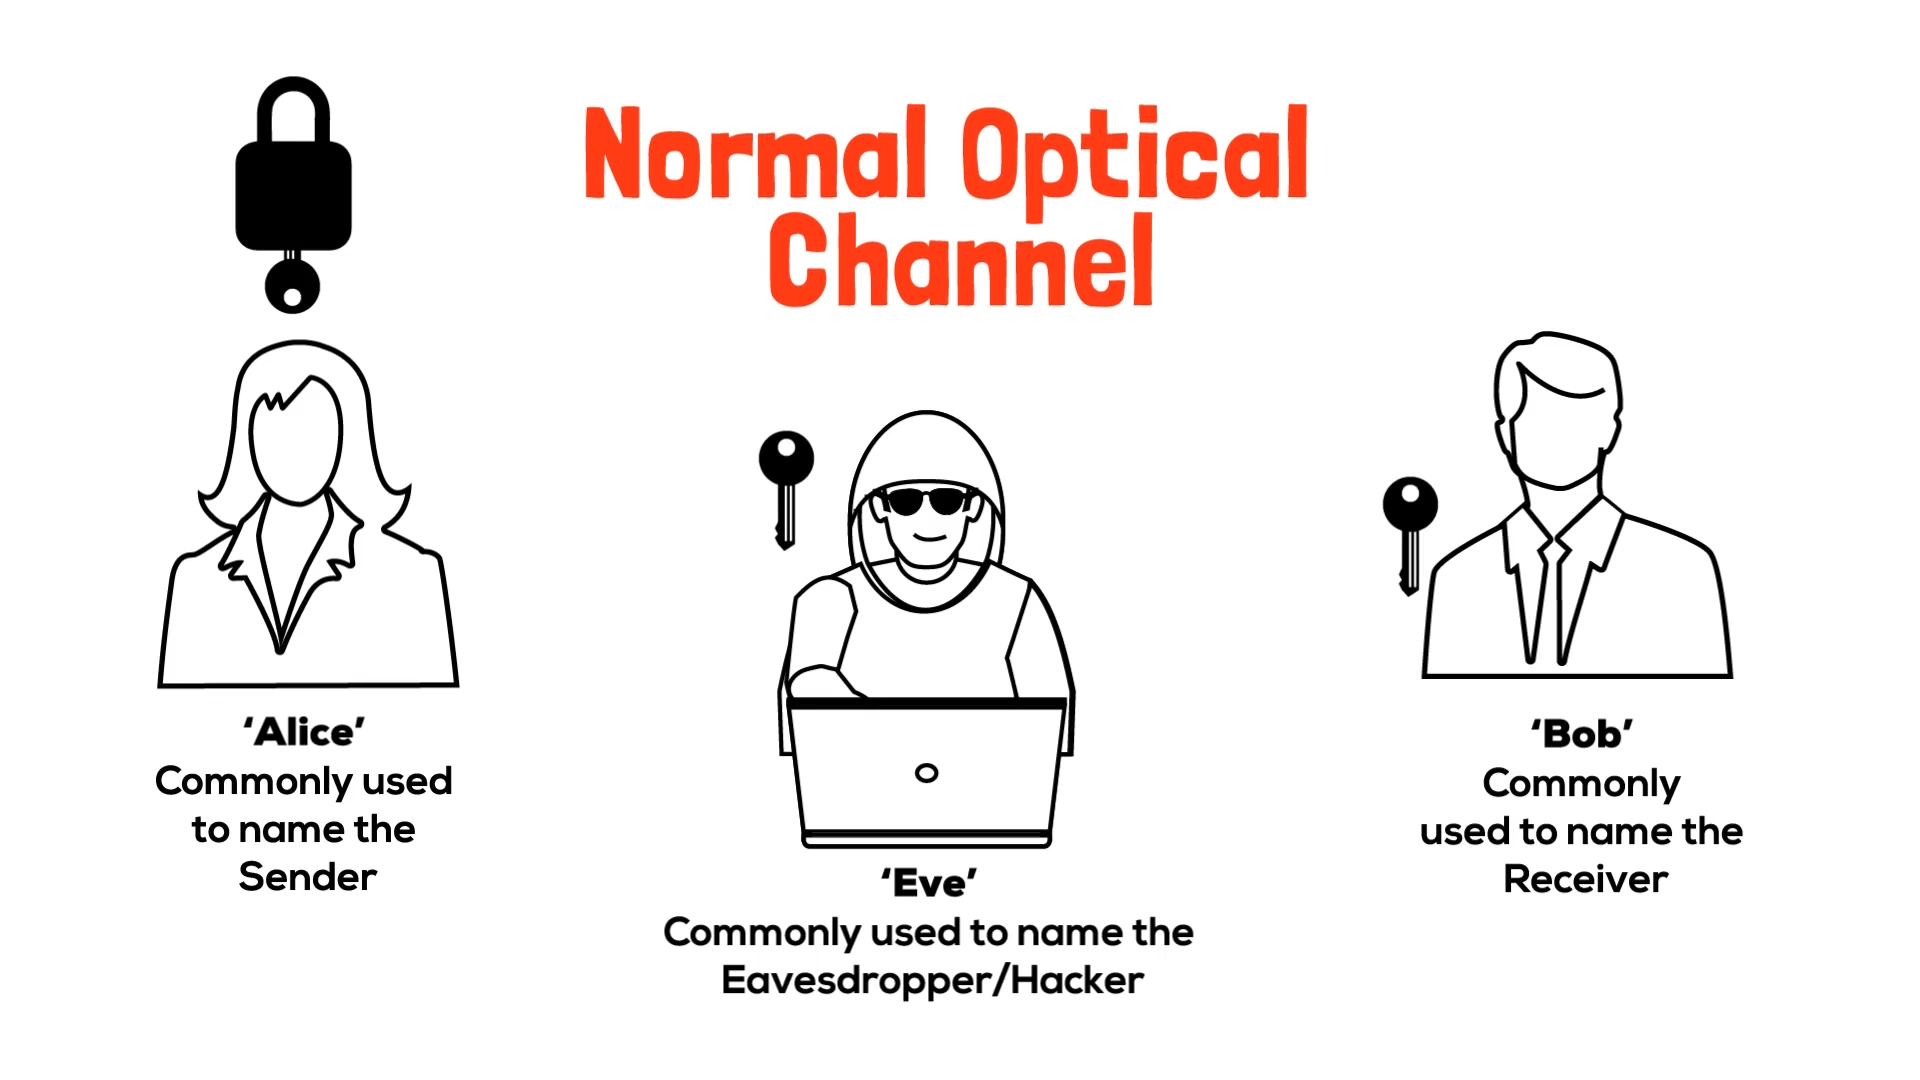 Normal Optical
Channel
‘Alice’
Commonly used
to name the
Sender
‘Eve’
Commonly used to name the
Eavesdropper/Hacker
‘Bob’
Commonly
used to name the
Receiver